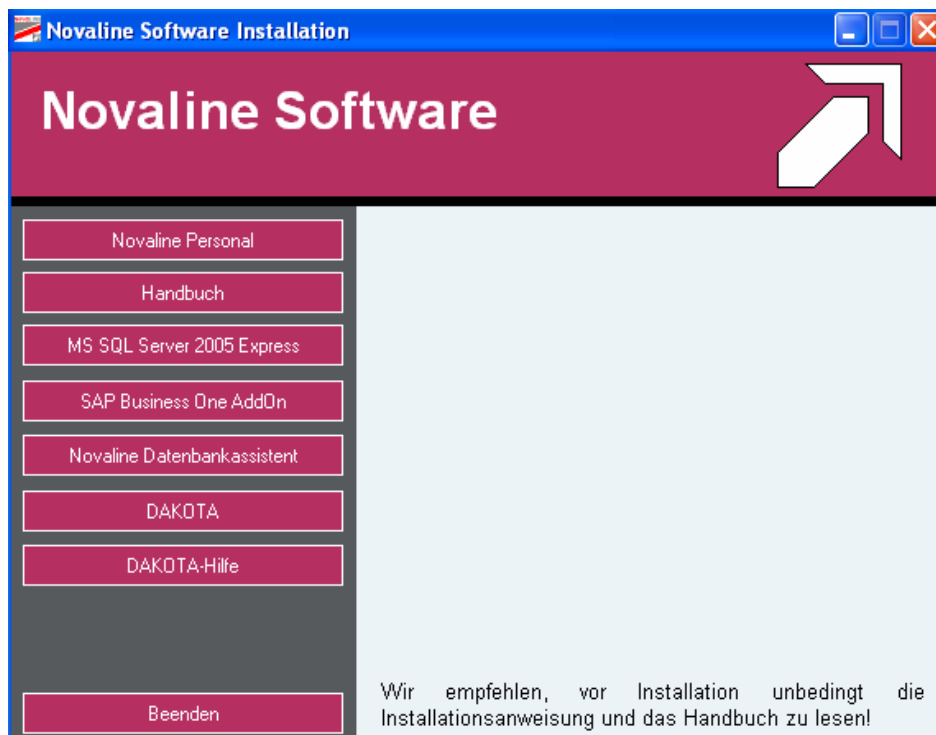 Novaline Software Installation
Novaline Software
Novaline Personal
Handbuch
MS SQL Server 2005 Express
SAP Business One AddOn
Novaline Datenbankassistent
DAKOTA
DAKOTA-Hilfe
Beenden
Wir empfehlen, vor Installation unbedingt die
Installationsanweisung und das Handbuch zu lesen!